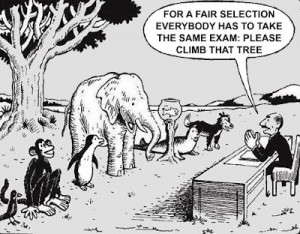 FOR A FAIR SELECTION
EVERYBODY HAS TO TAKE
THE SAME EXAM: PLEASE
CLIMB THAT TREE